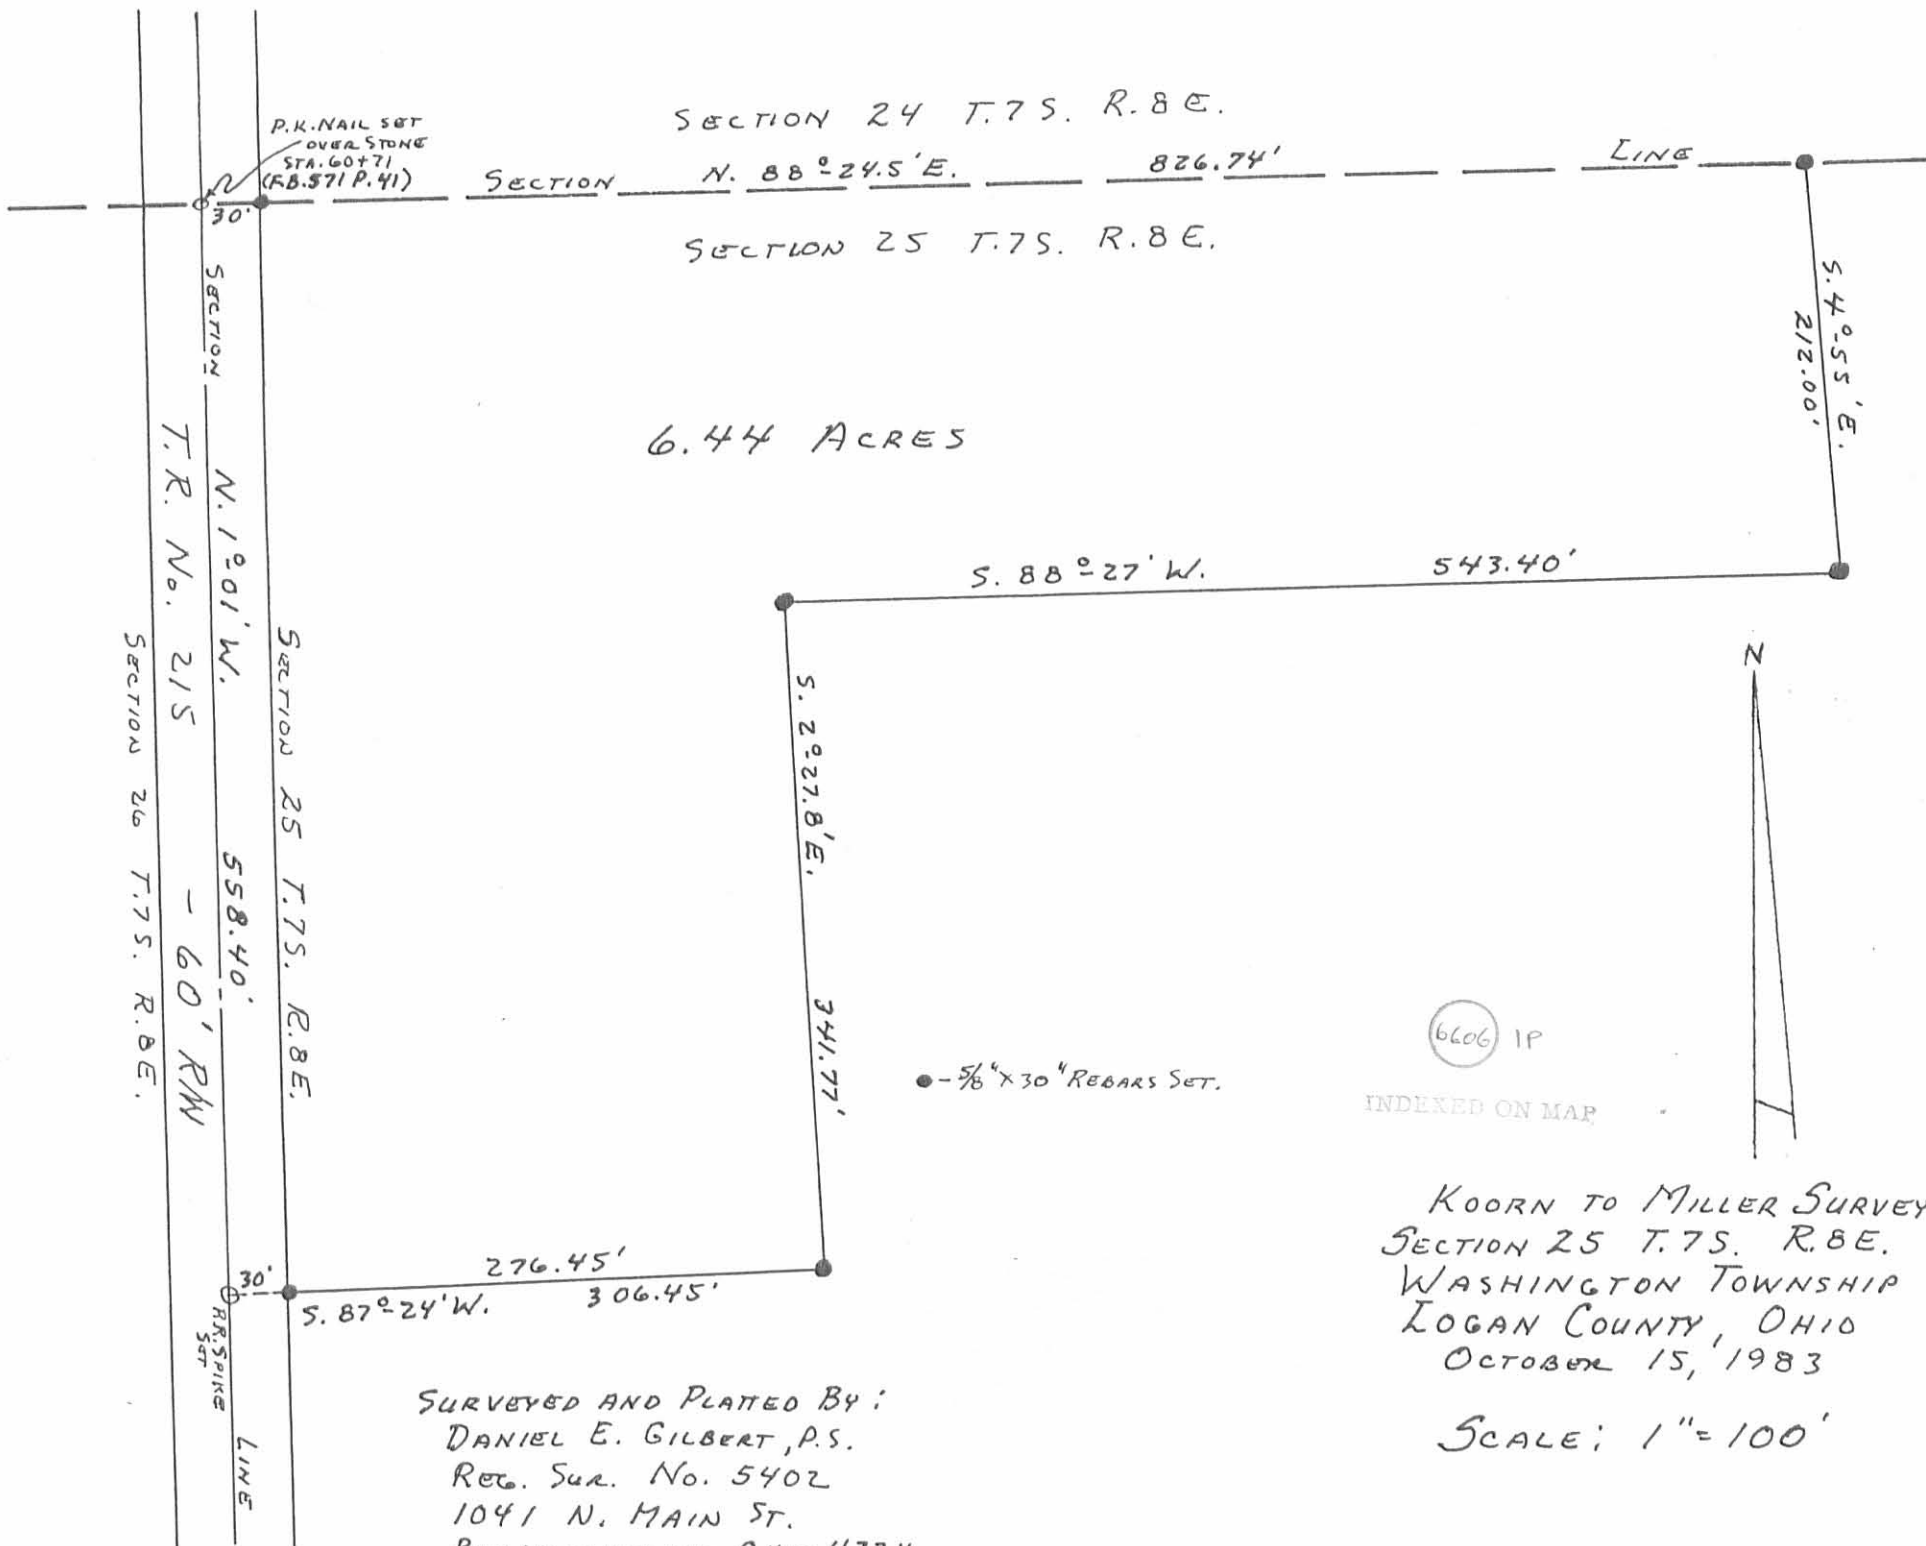 P.K. NAIL SET
OVER STONE
STA. 60+71
(F.B. 571 P. 41)
SECTION 24 T.7S. R.8E.
SECTION N. 88°-24.5'E. 826.74' LINE
30'
SECTION 25 T.7S. R.8E.
S. 4°-55'E.
212.00'
6.44 ACRES
SECTION N. 1°-01'W. 558.40'
T.R. No. 215 - 60' R/W
SECTION 26 T.7S. R.8E.
SECTION 25 T.7S. R.8E.
S. 88°-27'W. 543.40'
S. 2°-27.8'E. 341.77'
N
- 5/8" X 30" REBARS SET.
6606 1P
INDEXED ON MAP
30'
276.45'
S. 87°-24'W. 306.45'
R.R. SPIKE
SET
LINE
KOORN TO MILLER SURVEY
SECTION 25 T.7S. R.8E.
WASHINGTON TOWNSHIP
LOGAN COUNTY, OHIO
OCTOBER 15, 1983
SCALE: 1"=100'
SURVEYED AND PLATTED BY:
DANIEL E. GILBERT, P.S.
REG. SUR. No. 5402
1041 N. MAIN ST.